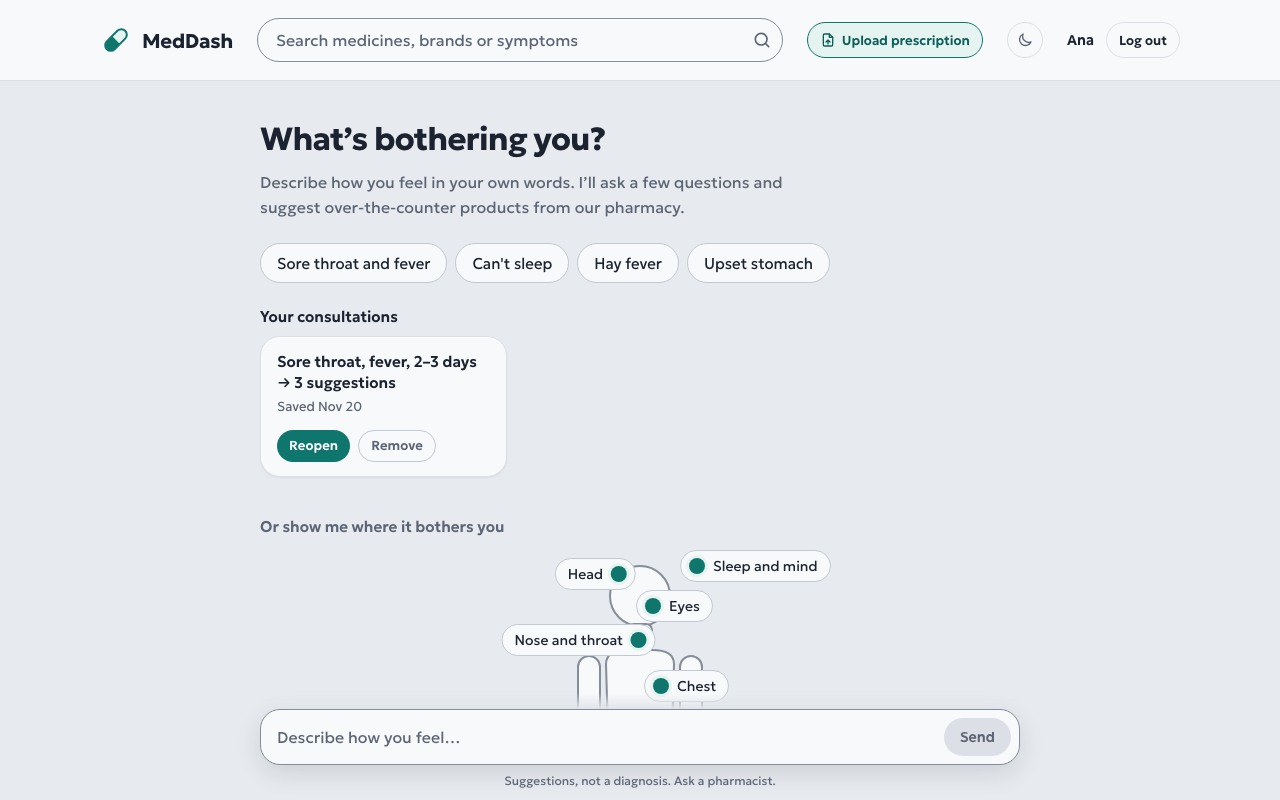 MedDash
Search medicines, brands or symptoms
Upload prescription
Ana
Log out
What’s bothering you?
Describe how you feel in your own words. I’ll ask a few questions and
suggest over-the-counter products from our pharmacy.
Sore throat and fever
Can't sleep
Hay fever
Upset stomach
Your consultations
Sore throat, fever, 2–3 days
→ 3 suggestions
Saved Nov 20
Reopen
Remove
Or show me where it bothers you
Head
Sleep and mind
Eyes
Nose and throat
Chest
Describe how you feel…
Send
Suggestions, not a diagnosis. Ask a pharmacist.